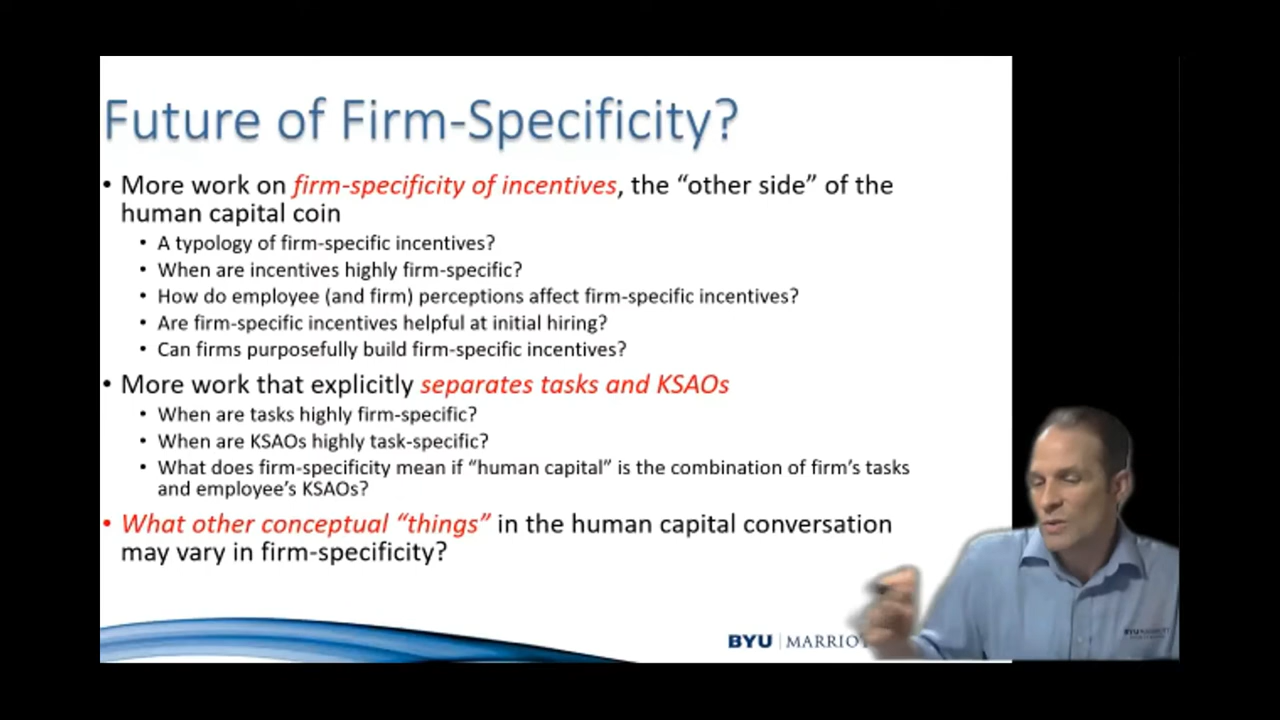 Future of Firm-Specificity?
• More work on firm-specificity of incentives, the “other side” of the
human capital coin
• A typology of firm-specific incentives?
• When are incentives highly firm-specific?
• How do employee (and firm) perceptions affect firm-specific incentives?
• Are firm-specific incentives helpful at initial hiring?
• Can firms purposefully build firm-specific incentives?
• More work that explicitly separates tasks and KSAOs
• When are tasks highly firm-specific?
• When are KSAOs highly task-specific?
• What does firm-specificity mean if “human capital” is the combination of firm’s tasks
and employee’s KSAOs?
• What other conceptual “things” in the human capital conversation
may vary in firm-specificity?
BYU | MARRIO